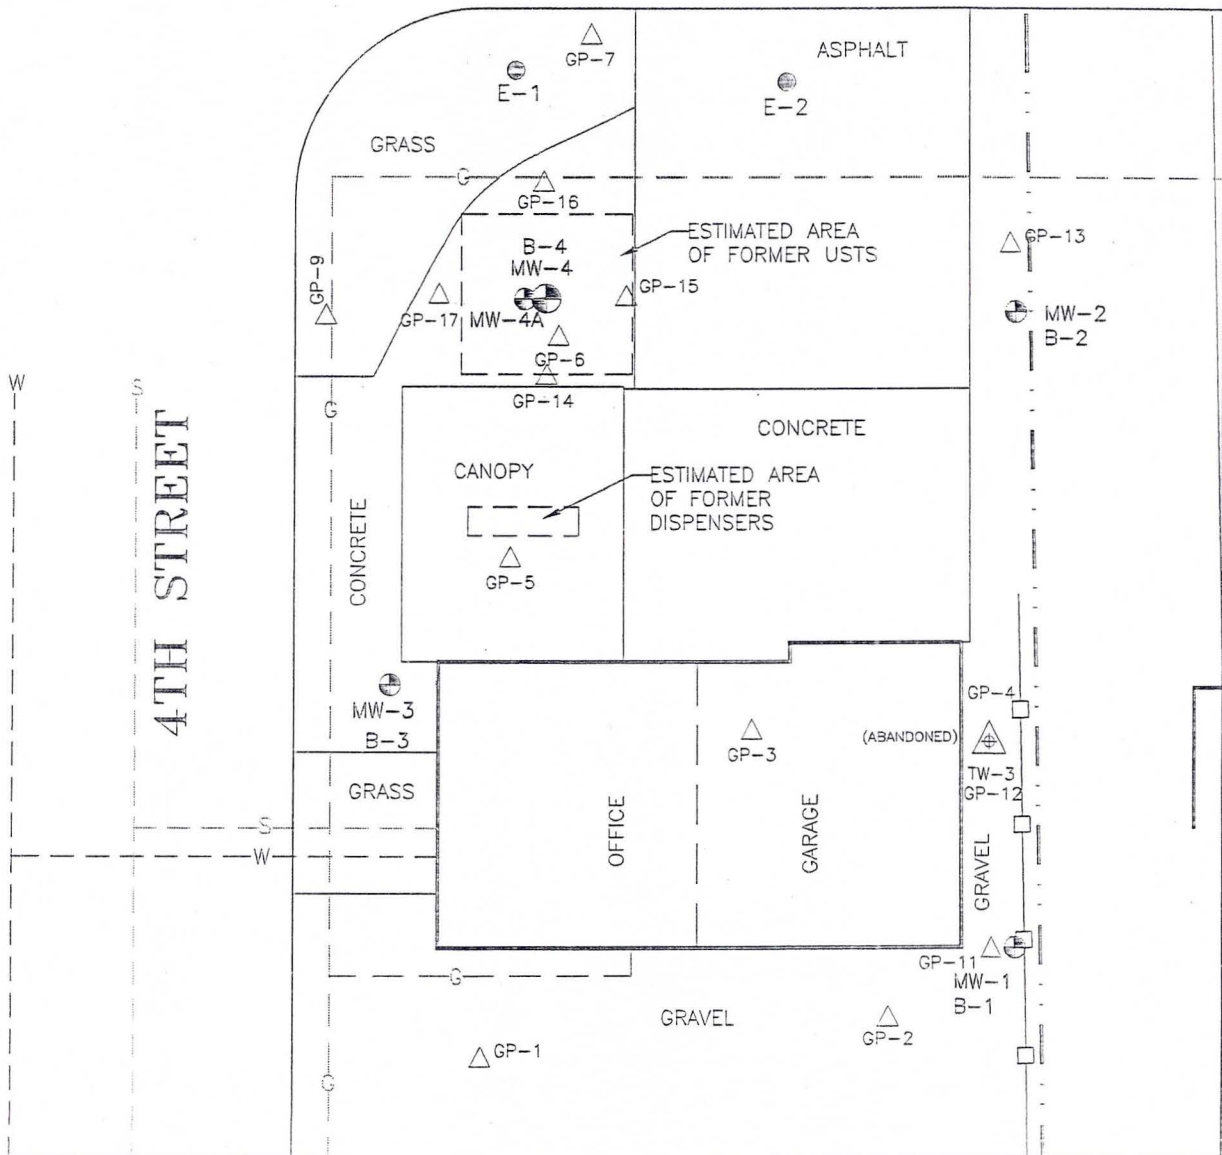 GP-7
ASPHALT
E-1
E-2
GRASS
G
GP-16
ESTIMATED AREA
OF FORMER USTS
B-4
MW-4
GP-13
GP-9
GP-15
GP-17
MW-4A
MW-2
B-2
GP-6
W
S
GP-14
G
CONCRETE
4TH STREET
CANOPY
ESTIMATED AREA
OF FORMER
DISPENSERS
CONCRETE
GP-5
MW-3
B-3
GP-4
(ABANDONED)
GP-3
TW-3
GP-12
GRASS
OFFICE
GARAGE
GRAVEL
S
W
GP-11
MW-1
B-1
G
GRAVEL
GP-2
GP-1
G